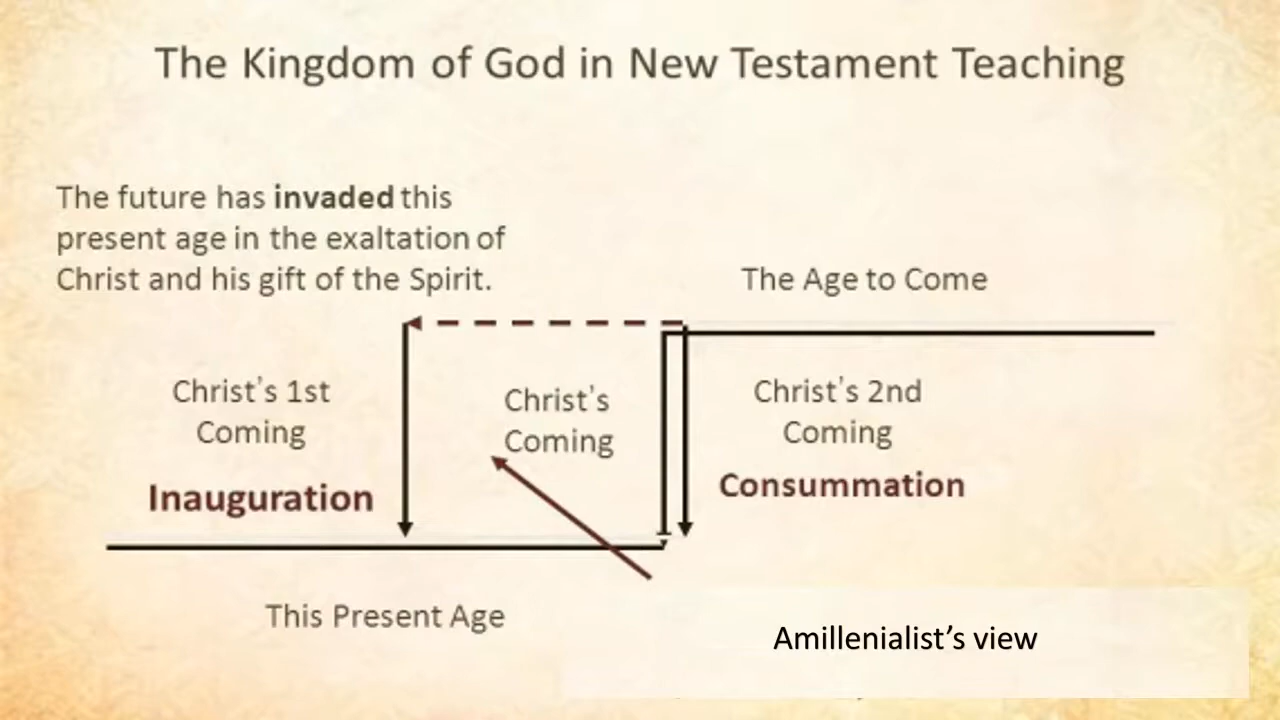 The Kingdom of God in New Testament Teaching
The future has invaded this
present age in the exaltation of
Christ and his gift of the Spirit.
The Age to Come
Christ's 1st
Coming
Inauguration
Christ's
Coming
Christ's 2nd
Coming
Consummation
This Present Age
Amillenialist’s view